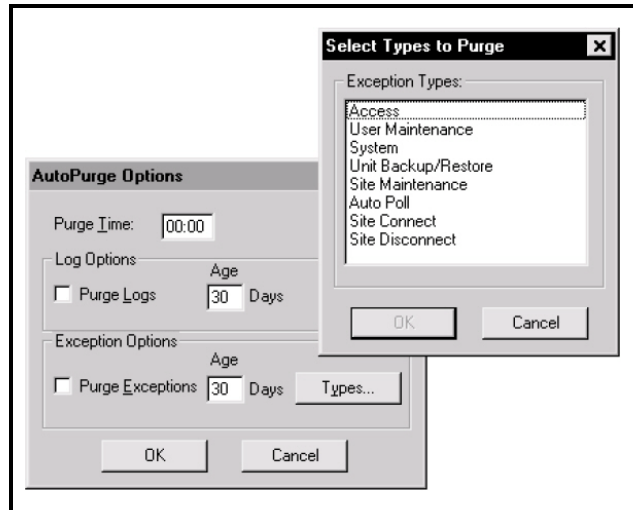 Select Types to Purge
Exception Types:
Access
User Maintenance
System
Unit Backup/Restore
Site Maintenance
Auto Poll
Site Connect
Site Disconnect
OK Cancel
AutoPurge Options
Purge Time: 00:00
Log Options
Age
Purge Logs 30 Days
Exception Options
Age
Purge Exceptions 30 Days Types...
OK Cancel